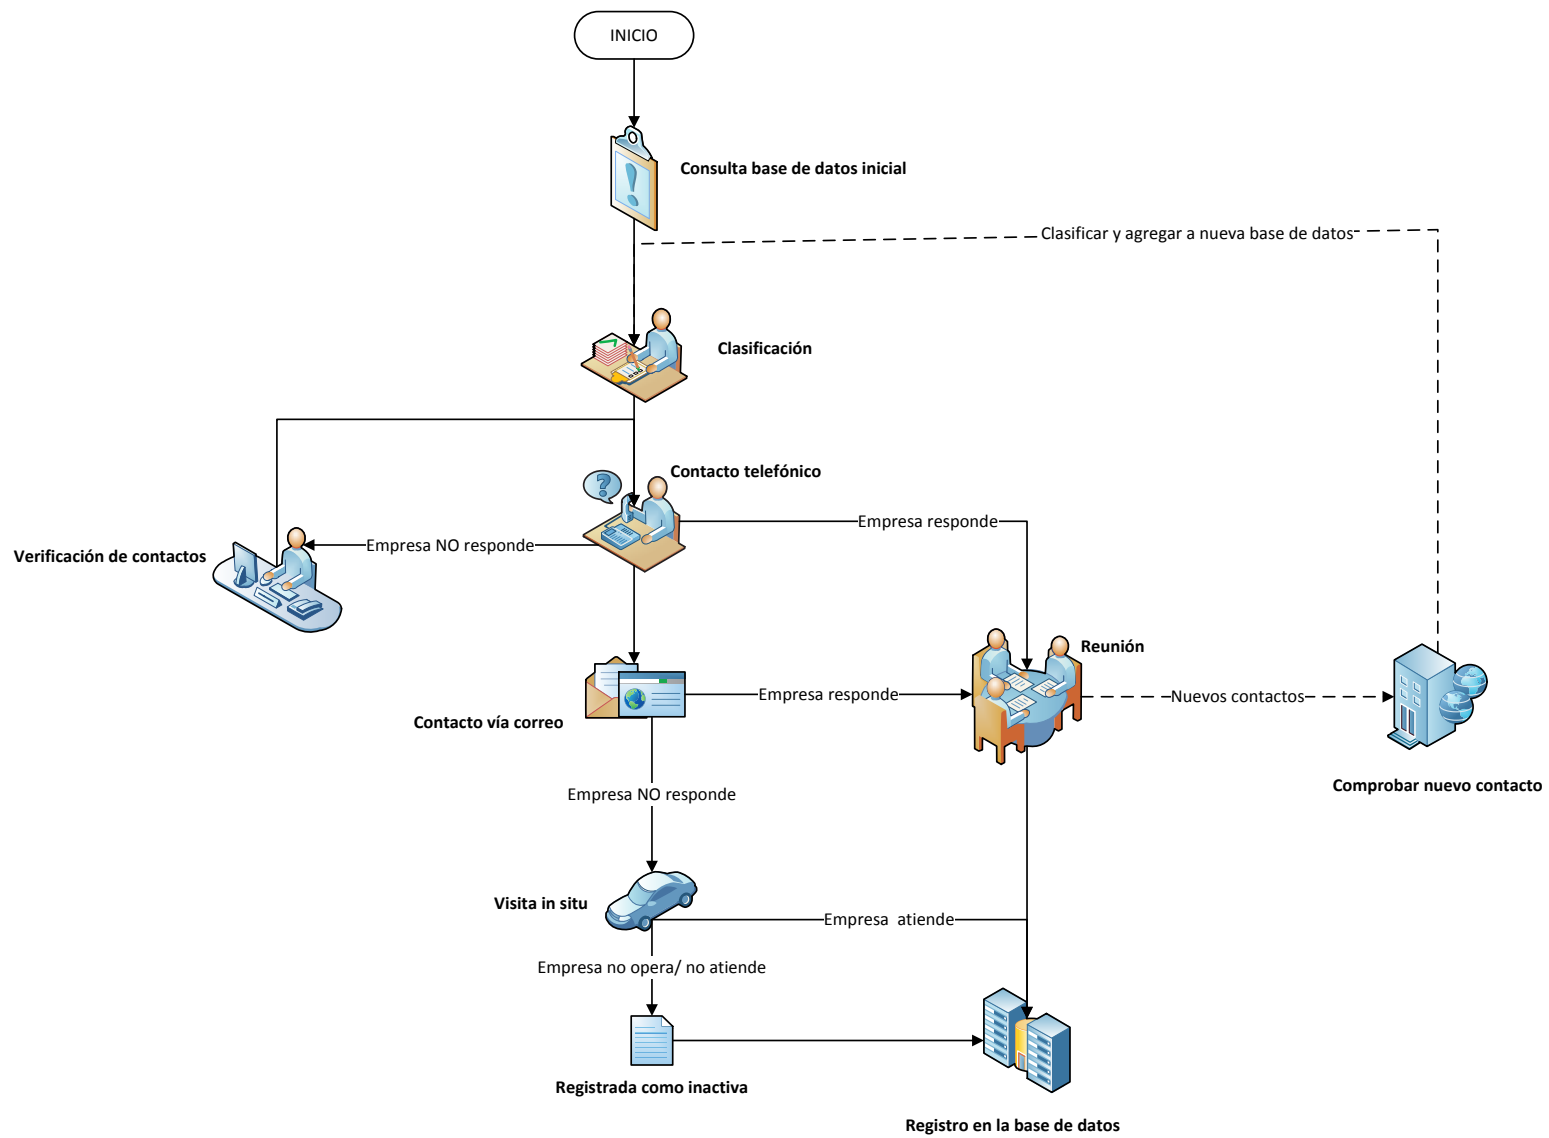 INICIO
Consulta base de datos inicial
Clasificar y agregar a nueva base de datos
Clasificación
Contacto telefónico
Empresa responde
Empresa NO responde
Verificación de contactos
Reunión
Empresa responde
Nuevos contactos
Contacto vía correo
Comprobar nuevo contacto
Empresa NO responde
Visita in situ
Empresa atiende
Empresa no opera/ no atiende
Registrada como inactiva
Registro en la base de datos